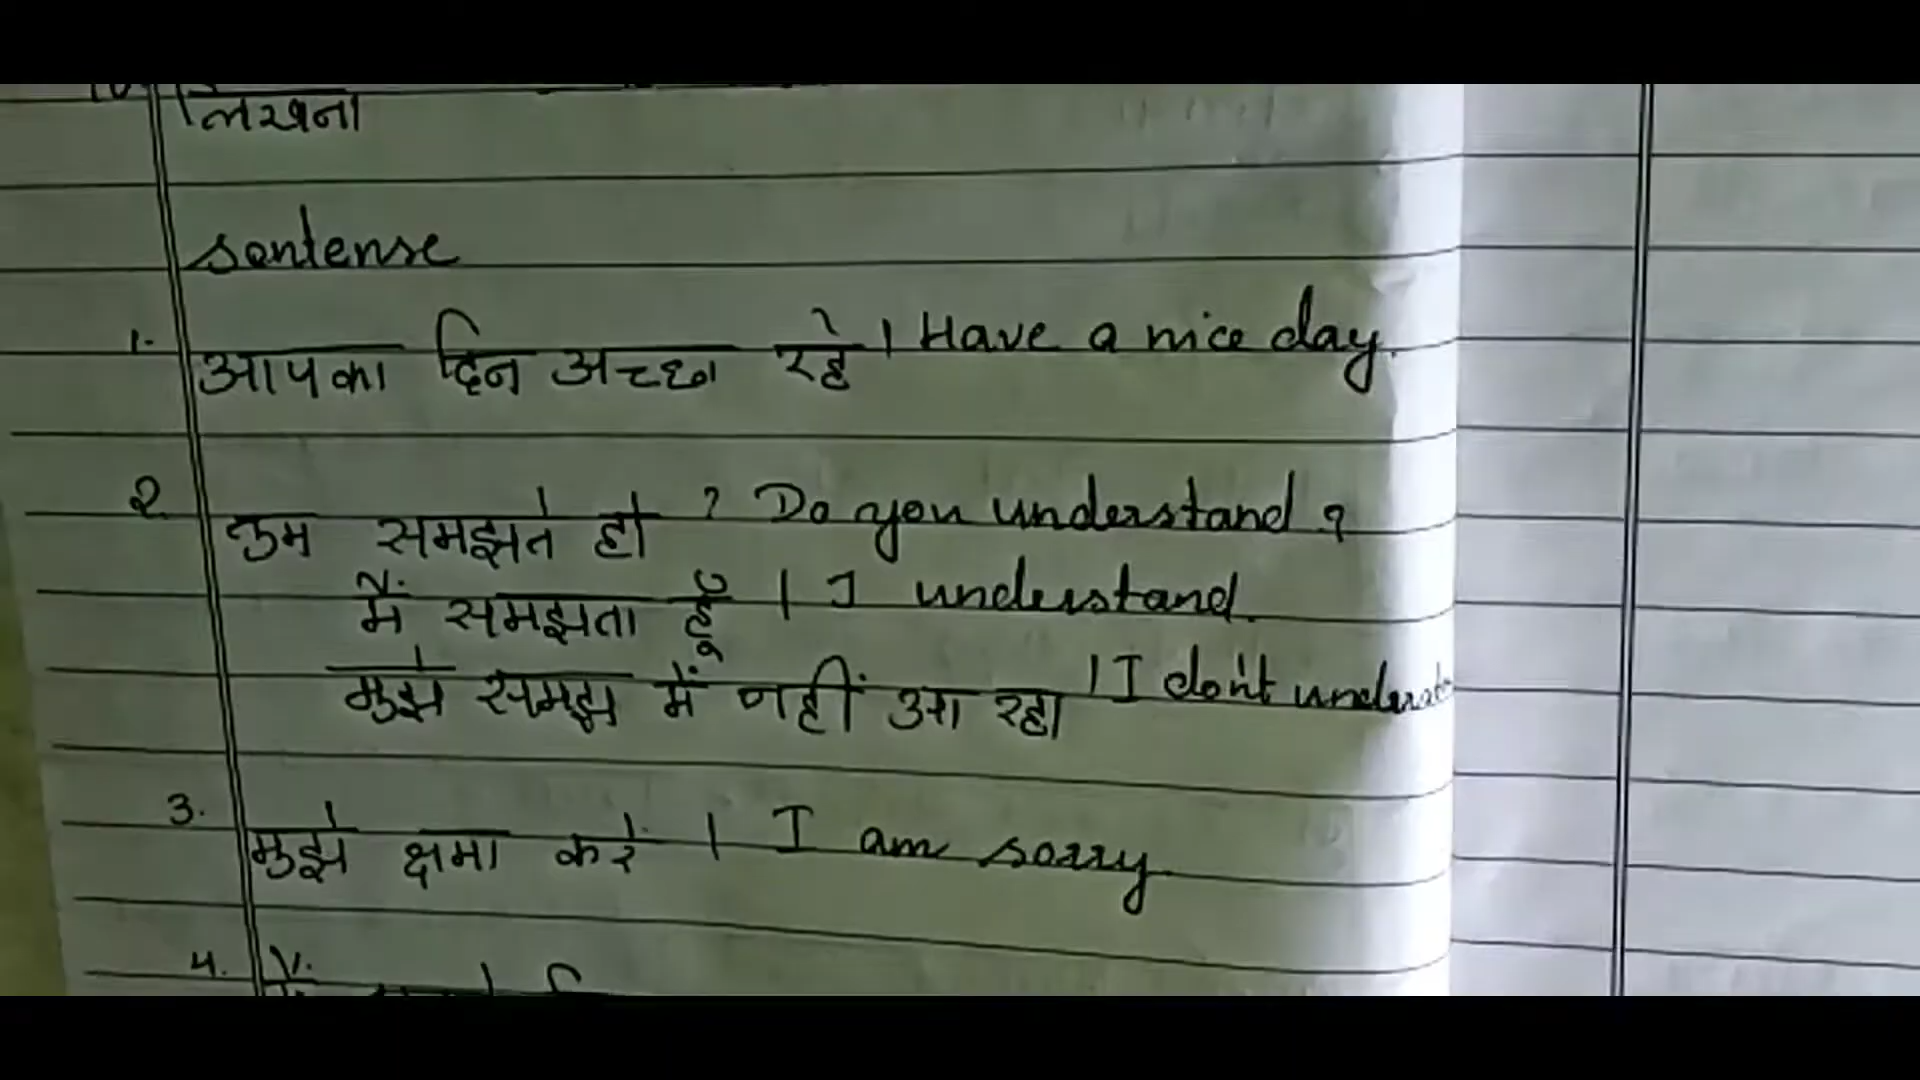 लिखना
sentense
1. आपका दिन अच्छा रहे । Have a nice day.
2 तुम समझते हो ? Do you understand ?
मैं समझता हूँ । I understand.
मुझे समझ में नहीं आ रहा । I don't
3. मुझे क्षमा करें । I am sorry
4.